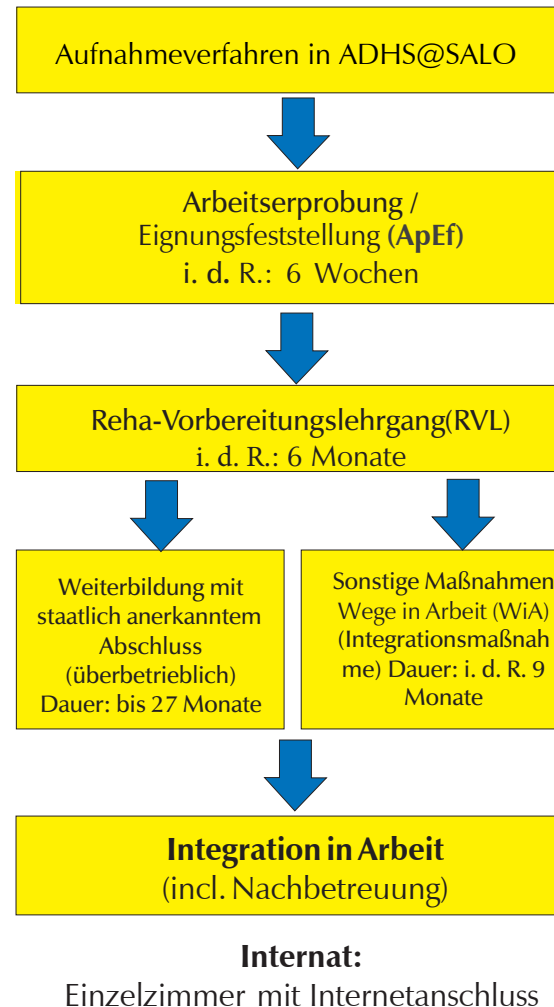 Aufnahmeverfahren in ADHS@SALO
Arbeitserprobung /
Eignungsfeststellung (ApEf)
i. d. R.: 6 Wochen
Reha-Vorbereitungslehrgang(RVL)
i. d. R.: 6 Monate
Weiterbildung mit
staatlich anerkanntem
Abschluss
(überbetrieblich)
Dauer: bis 27 Monate
Sonstige Maßnahmen
Wege in Arbeit (WiA)
(Integrationsmaßnah
me) Dauer: i. d. R. 9
Monate
Integration in Arbeit
(incl. Nachbetreuung)
Internat:
Einzelzimmer mit Internetanschluss